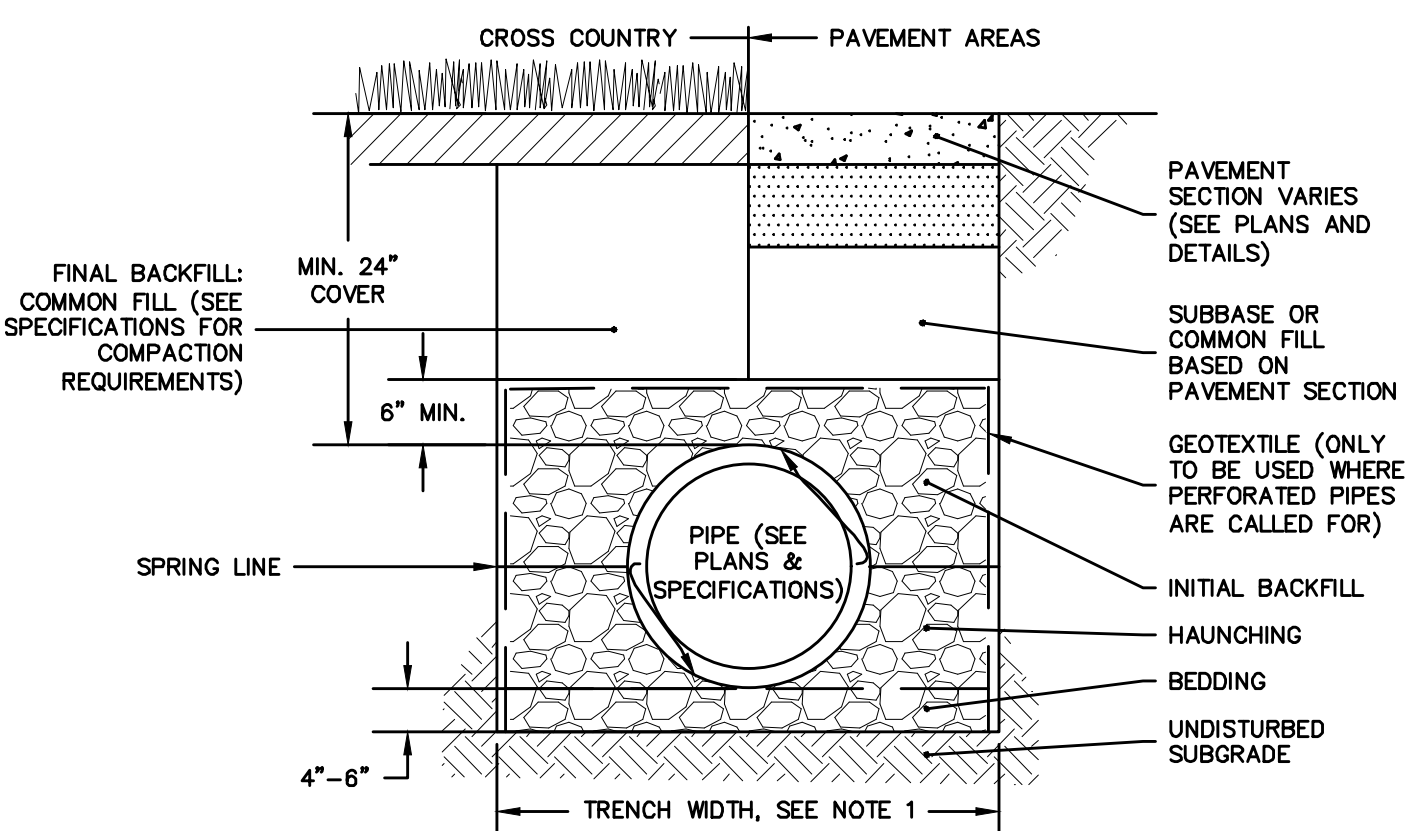 CROSS COUNTRY
PAVEMENT AREAS
PAVEMENT
SECTION VARIES
(SEE PLANS AND
DETAILS)
FINAL BACKFILL:
COMMON FILL (SEE
SPECIFICATIONS FOR
COMPACTION
REQUIREMENTS)
MIN. 24"
COVER
SUBBASE OR
COMMON FILL
BASED ON
PAVEMENT SECTION
6" MIN.
GEOTEXTILE (ONLY
TO BE USED WHERE
PERFORATED PIPES
ARE CALLED FOR)
PIPE (SEE
PLANS &
SPECIFICATIONS)
SPRING LINE
INITIAL BACKFILL
HAUNCHING
BEDDING
UNDISTURBED
SUBGRADE
4"-6"
TRENCH WIDTH, SEE NOTE 1